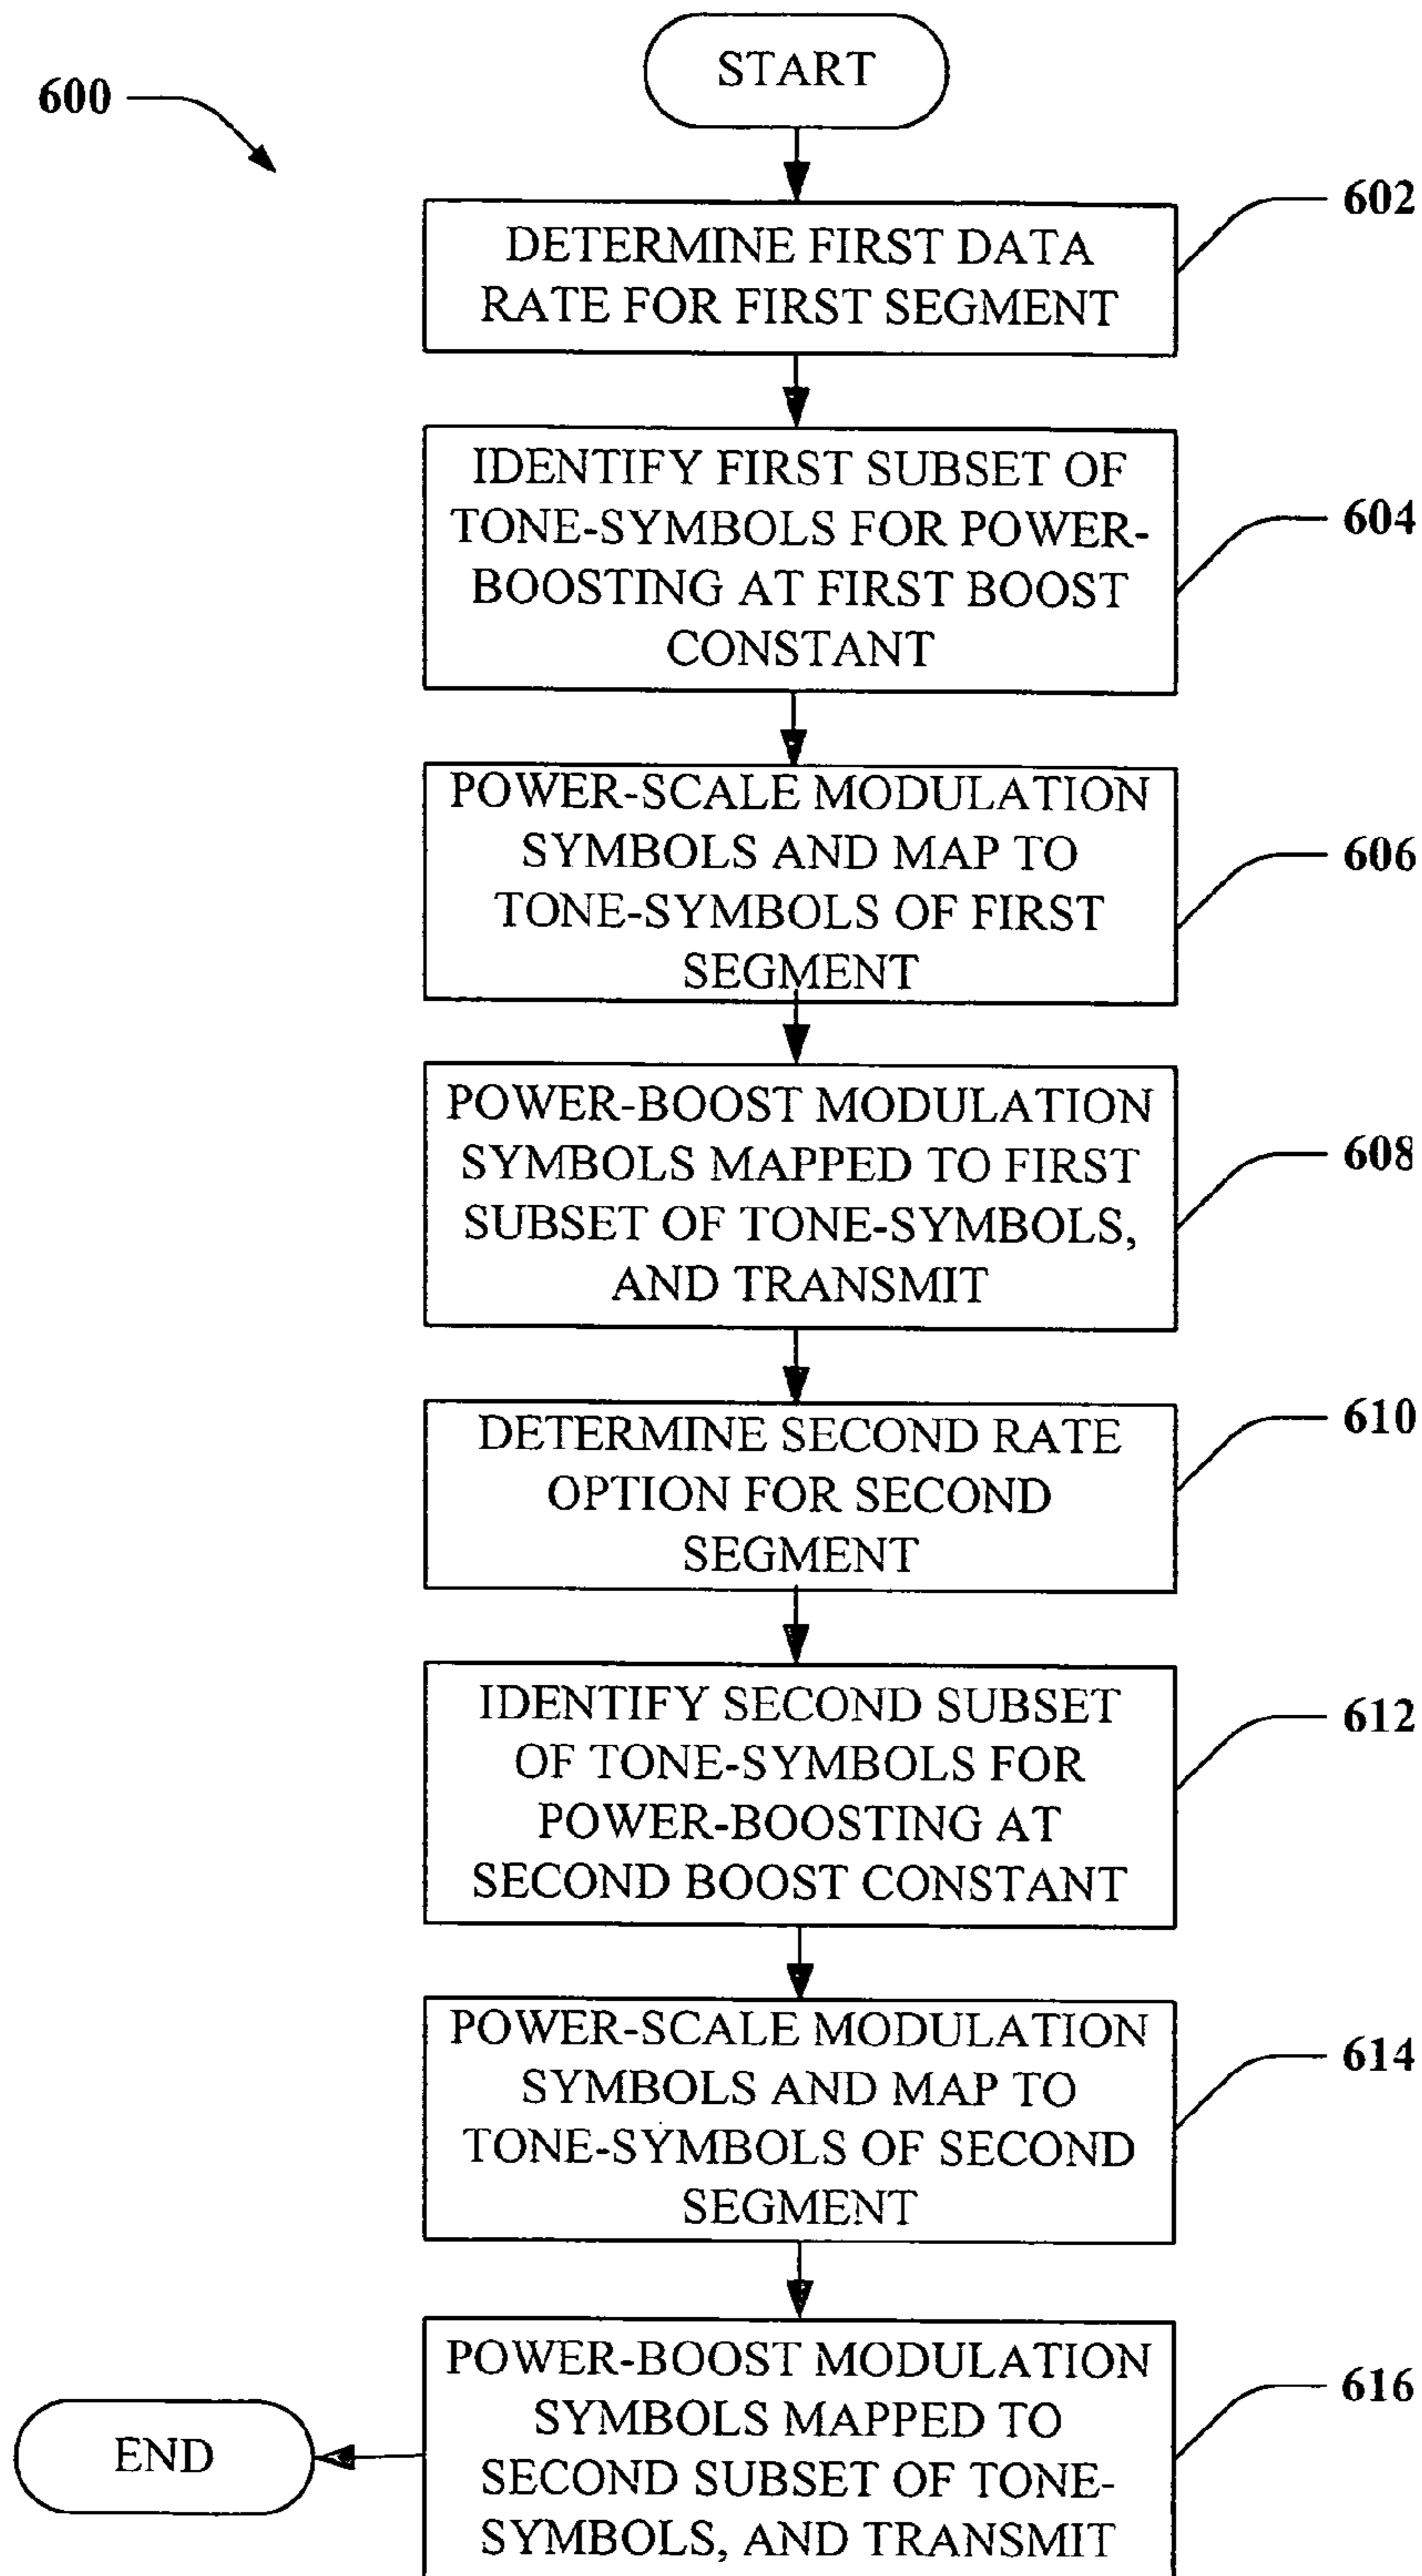 START
600
602
DETERMINE FIRST DATA
RATE FOR FIRST SEGMENT
IDENTIFY FIRST SUBSET OF
TONE-SYMBOLS FOR POWER-
BOOSTING AT FIRST BOOST
CONSTANT
604
POWER-SCALE MODULATION
SYMBOLS AND MAP TO
TONE-SYMBOLS OF FIRST
SEGMENT
606
POWER-BOOST MODULATION
SYMBOLS MAPPED TO FIRST
SUBSET OF TONE-SYMBOLS,
AND TRANSMIT
608
DETERMINE SECOND RATE
OPTION FOR SECOND
SEGMENT
610
IDENTIFY SECOND SUBSET
OF TONE-SYMBOLS FOR
POWER-BOOSTING AT
SECOND BOOST CONSTANT
612
POWER-SCALE MODULATION
SYMBOLS AND MAP TO
TONE-SYMBOLS OF SECOND
SEGMENT
614
POWER-BOOST MODULATION
SYMBOLS MAPPED TO
SECOND SUBSET OF TONE-
SYMBOLS, AND TRANSMIT
616
END